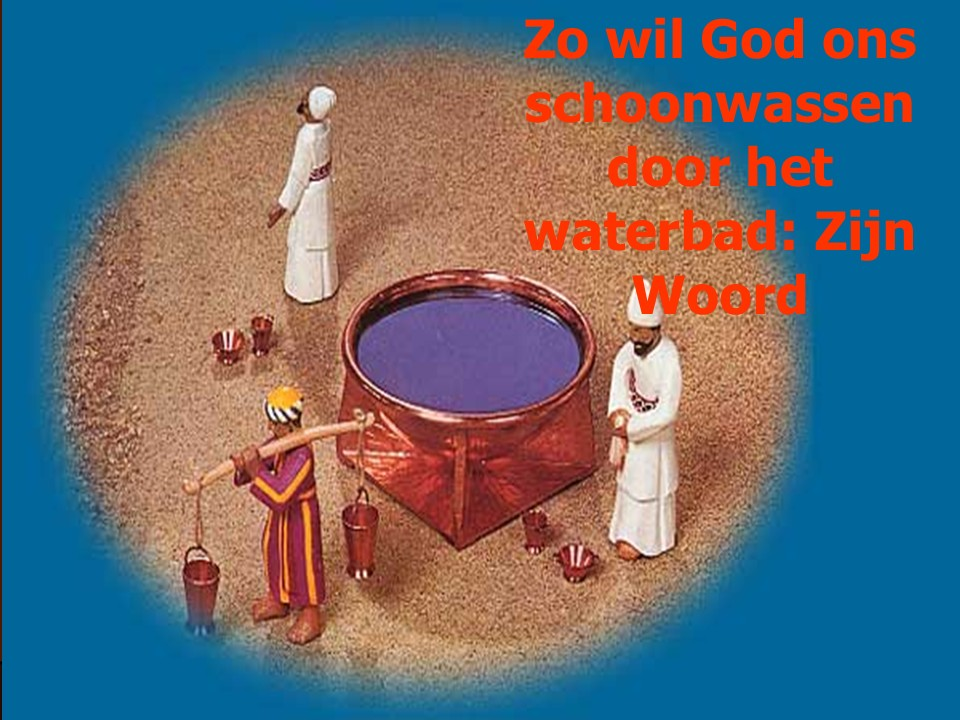 Zo wil God ons
schoonwassen
door het
waterbad: Zijn
Woord